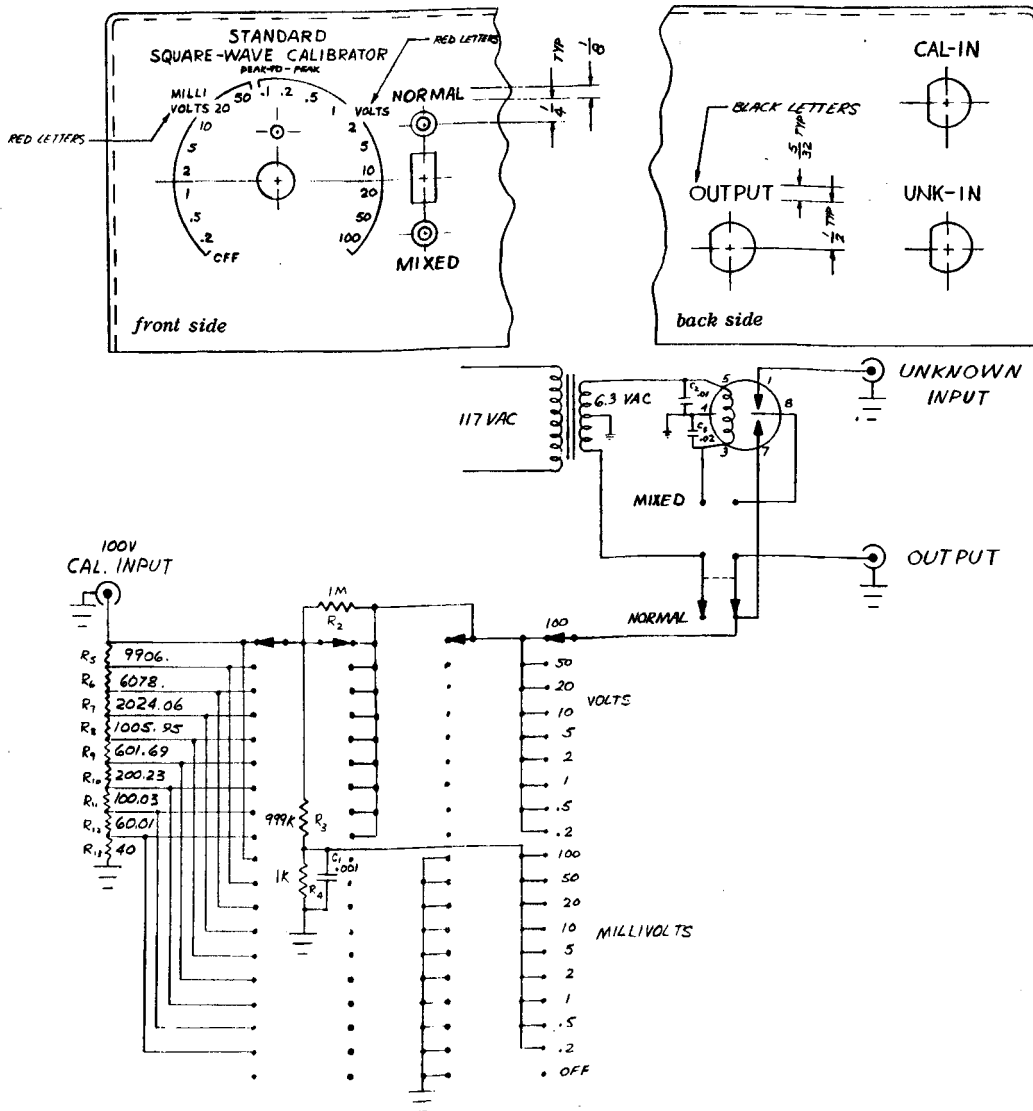 STANDARD
SQUARE-WAVE CALIBRATOR
PEAK-TO-PEAK
RED LETTERS
MILLI
VOLTS
RED LETTERS
OFF
.2
.5
1
2
5
10
20
50
.1
.2
.5
1
2
VOLTS
5
10
20
50
100
NORMAL
MIXED
TYP
1/4
1/8
front side
CAL-IN
BLACK LETTERS
5/32 TYP
OUTPUT
1/2 TYP
UNK-IN
back side
117 VAC
6.3 VAC
C2 .01
C3 .02
5
4
3
1
8
7
UNKNOWN
INPUT
MIXED
OUTPUT
NORMAL
100V
CAL. INPUT
1M
R2
R5 9906.
R6 6078.
R7 2024.06
R8 1005.95
R9 601.69
R10 200.23
R11 100.03
R12 60.01
R13 40
999K R3
1K R4
C1 .001
100
50
20
VOLTS
10
5
2
1
.5
.2
100
50
20
10
MILLIVOLTS
5
2
1
.5
.2
OFF